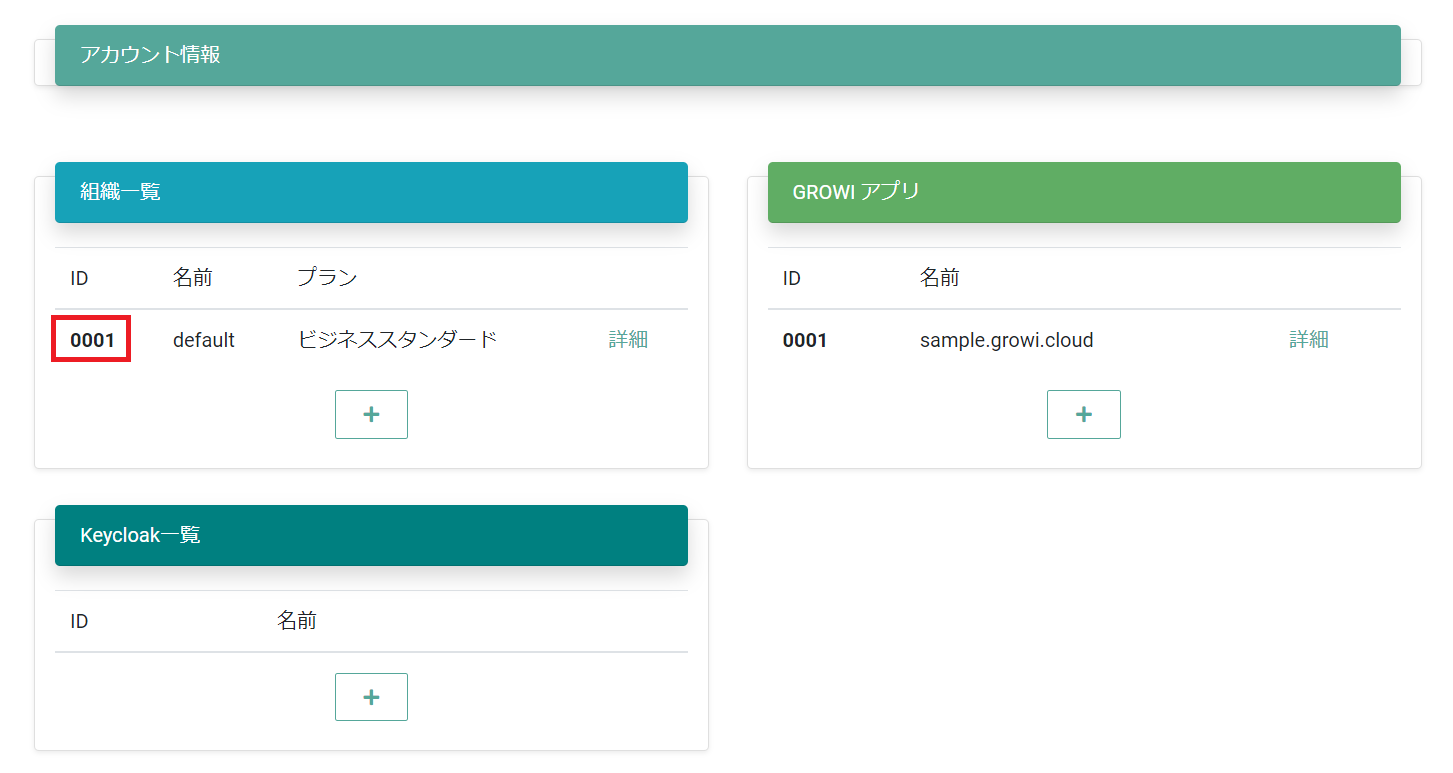 アカウント情報
組織一覧
ID 名前 プラン
0001 default ビジネススタンダード 詳細
+
GROWI アプリ
ID 名前
0001 sample.growi.cloud 詳細
+
Keycloak一覧
ID 名前
+